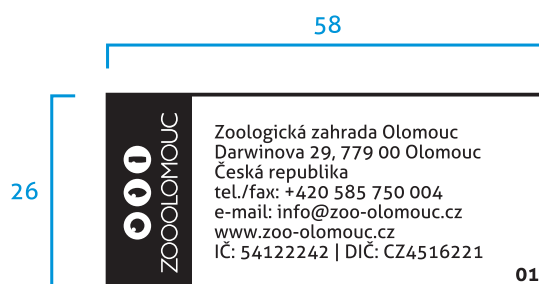 58
26
ZOOOLOMOUC
Zoologická zahrada Olomouc
Darwinova 29, 779 00 Olomouc
Česká republika
tel./fax: +420 585 750 004
e-mail: info@zoo-olomouc.cz
www.zoo-olomouc.cz
IČ: 54122242 | DIČ: CZ4516221
01